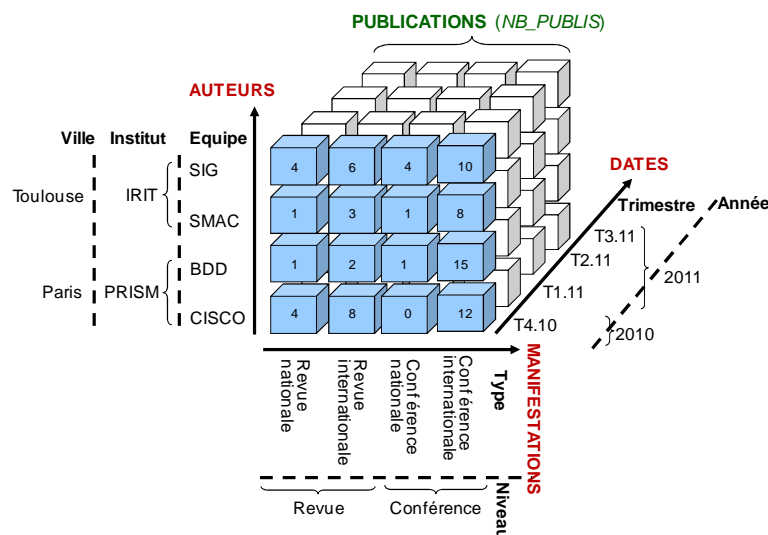 PUBLICATIONS (NB_PUBLIS)
AUTEURS
Ville Institut Equipe
DATES
Trimestre Année
SIG 4 6 4 10
Toulouse IRIT
SMAC 1 3 1 8
BDD 1 2 1 15
Paris PRISM
CISCO 4 8 0 12
T3.11
T2.11
T1.11
T4.10
2011
2010
Revue nationale
Revue internationale
Conférence nationale
Conférence internationale
Type
MANIFESTATIONS
Niveau
Revue Conférence